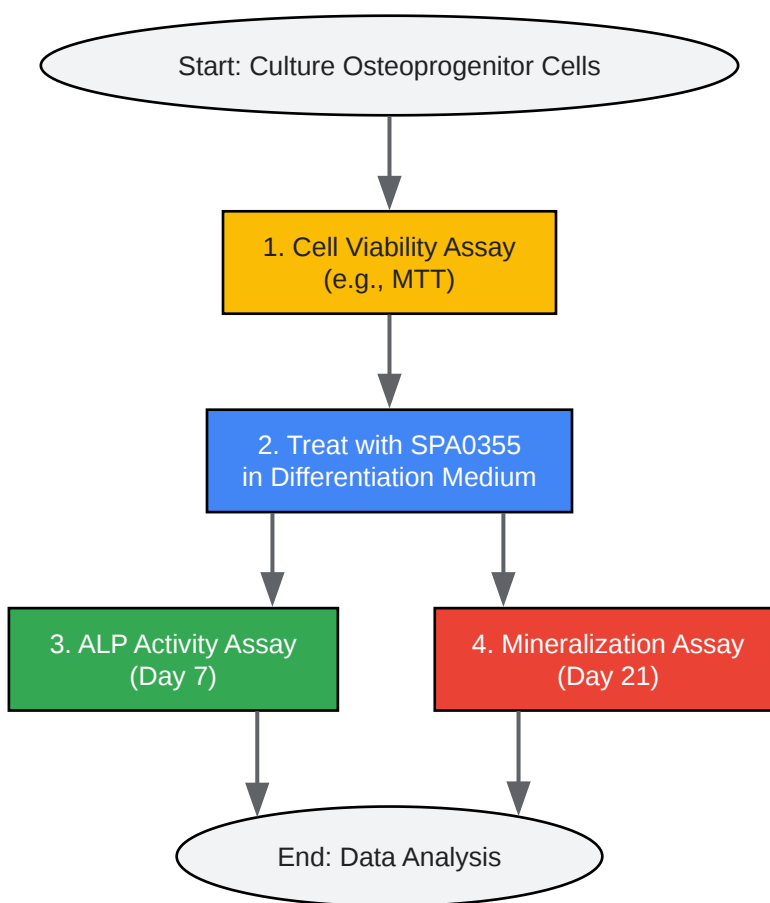 Start: Culture Osteoprogenitor Cells
1. Cell Viability Assay
(e.g., MTT)
2. Treat with SPA0355
in Differentiation Medium
3. ALP Activity Assay
(Day 7)
4. Mineralization Assay
(Day 21)
End: Data Analysis